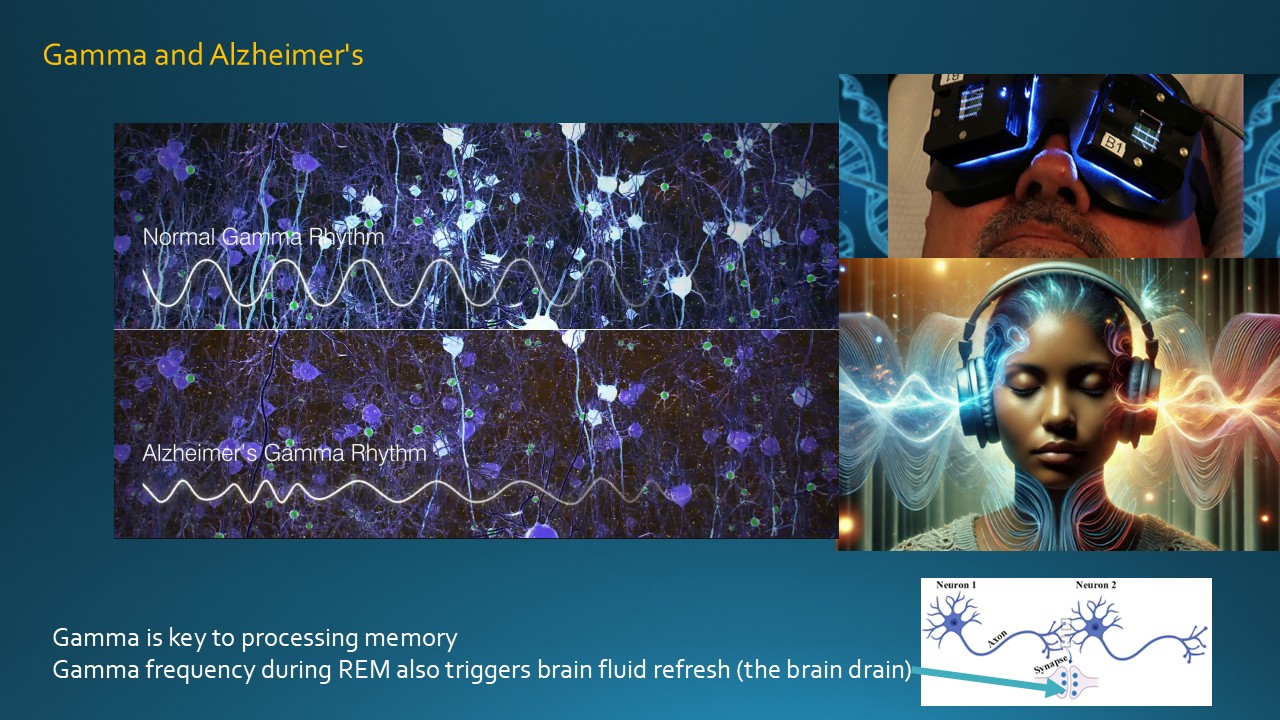 Gamma and Alzheimer's
Normal Gamma Rhythm
Alzheimer's Gamma Rhythm
B1
B1
Neuron 1
Neuron 2
Axon
Synapse
Gamma is key to processing memory
Gamma frequency during REM also triggers brain fluid refresh (the brain drain)